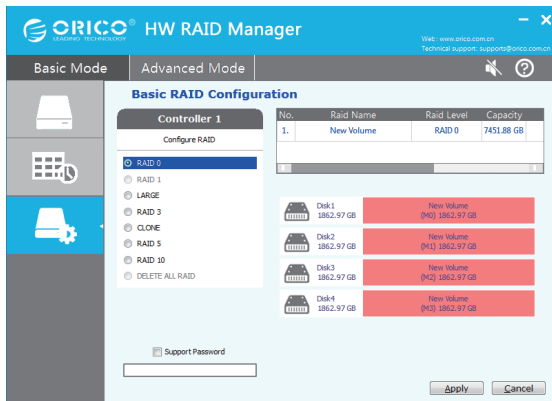 ORICO® HW RAID Manager
LEADING TECHNOLOGY
Web: www.orico.com.cn
Technical support: supports@orico.com.cn
Basic Mode
Advanced Mode
Basic RAID Configuration
Controller 1
Configure RAID
RAID 0
RAID 1
LARGE
RAID 3
CLONE
RAID 5
RAID 10
DELETE ALL RAID
Support Password
No. Raid Name Raid Level Capacity
1. New Volume RAID 0 7451.88 GB
Disk1
1862.97 GB
New Volume
(M0) 1862.97 GB
Disk2
1862.97 GB
New Volume
(M1) 1862.97 GB
Disk3
1862.97 GB
New Volume
(M2) 1862.97 GB
Disk4
1862.97 GB
New Volume
(M3) 1862.97 GB
Apply Cancel